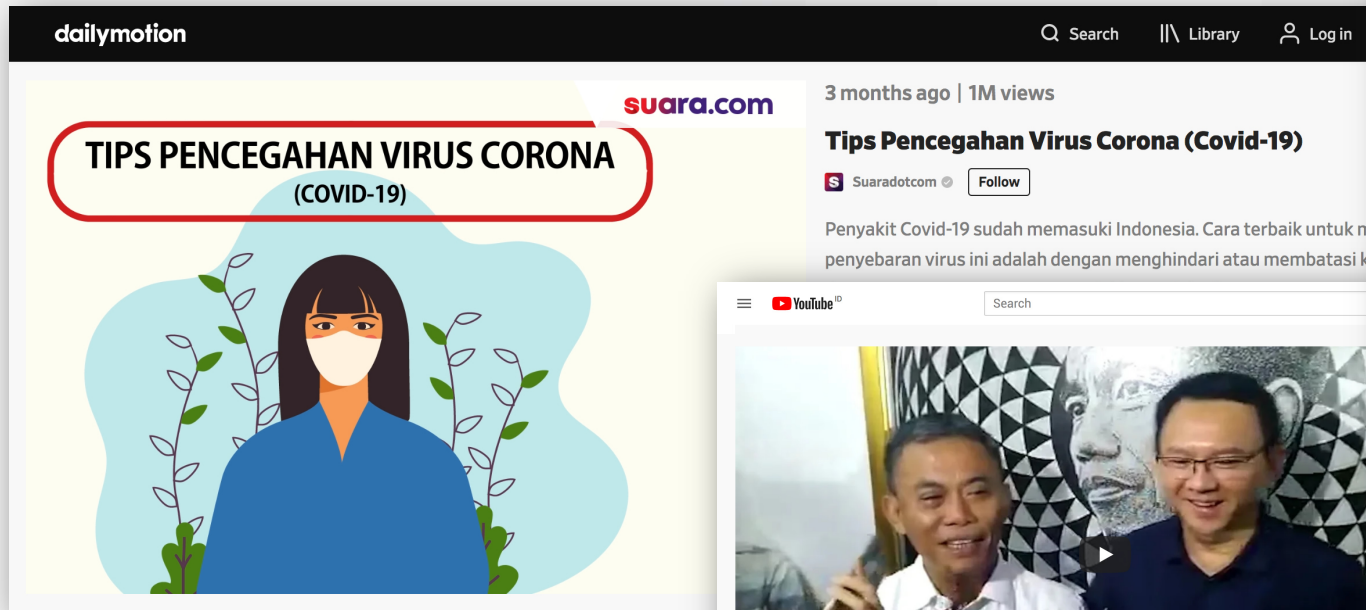 dailymotion
Search
Library
Log in
suara.com
TIPS PENCEGAHAN VIRUS CORONA
(COVID-19)
3 months ago | 1M views
Tips Pencegahan Virus Corona (Covid-19)
Suaradotcom
Follow
Penyakit Covid-19 sudah memasuki Indonesia. Cara terbaik untuk
penyebaran virus ini adalah dengan menghindari atau membatasi
YouTube ID
Search